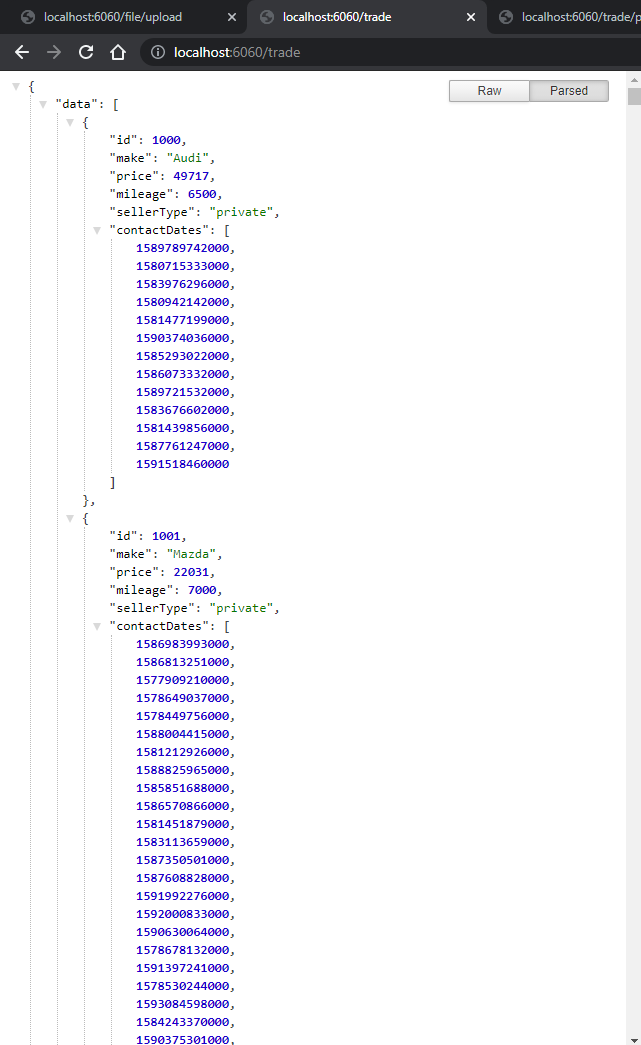 localhost:6060/file/upload
localhost:6060/trade
localhost:6060/trade/p
localhost:6060/trade
Raw
Parsed
{
"data": [
{
"id": 1000,
"make": "Audi",
"price": 49717,
"mileage": 6500,
"sellerType": "private",
"contactDates": [
1589789742000,
1580715333000,
1583976296000,
1580942142000,
1581477199000,
1590374036000,
1585293022000,
1586073332000,
1589721532000,
1583676602000,
1581439856000,
1587761247000,
1591518460000
]
},
{
"id": 1001,
"make": "Mazda",
"price": 22031,
"mileage": 7000,
"sellerType": "private",
"contactDates": [
1586983993000,
1586813251000,
1577909210000,
1578649037000,
1578449756000,
1588004415000,
1581212926000,
1588825965000,
1585851688000,
1586570866000,
1581451879000,
1583113659000,
1587350501000,
1587608828000,
1591992276000,
1592000833000,
1590630064000,
1578678132000,
1591397241000,
1578530244000,
1593084598000,
1584243370000,
1590375301000,